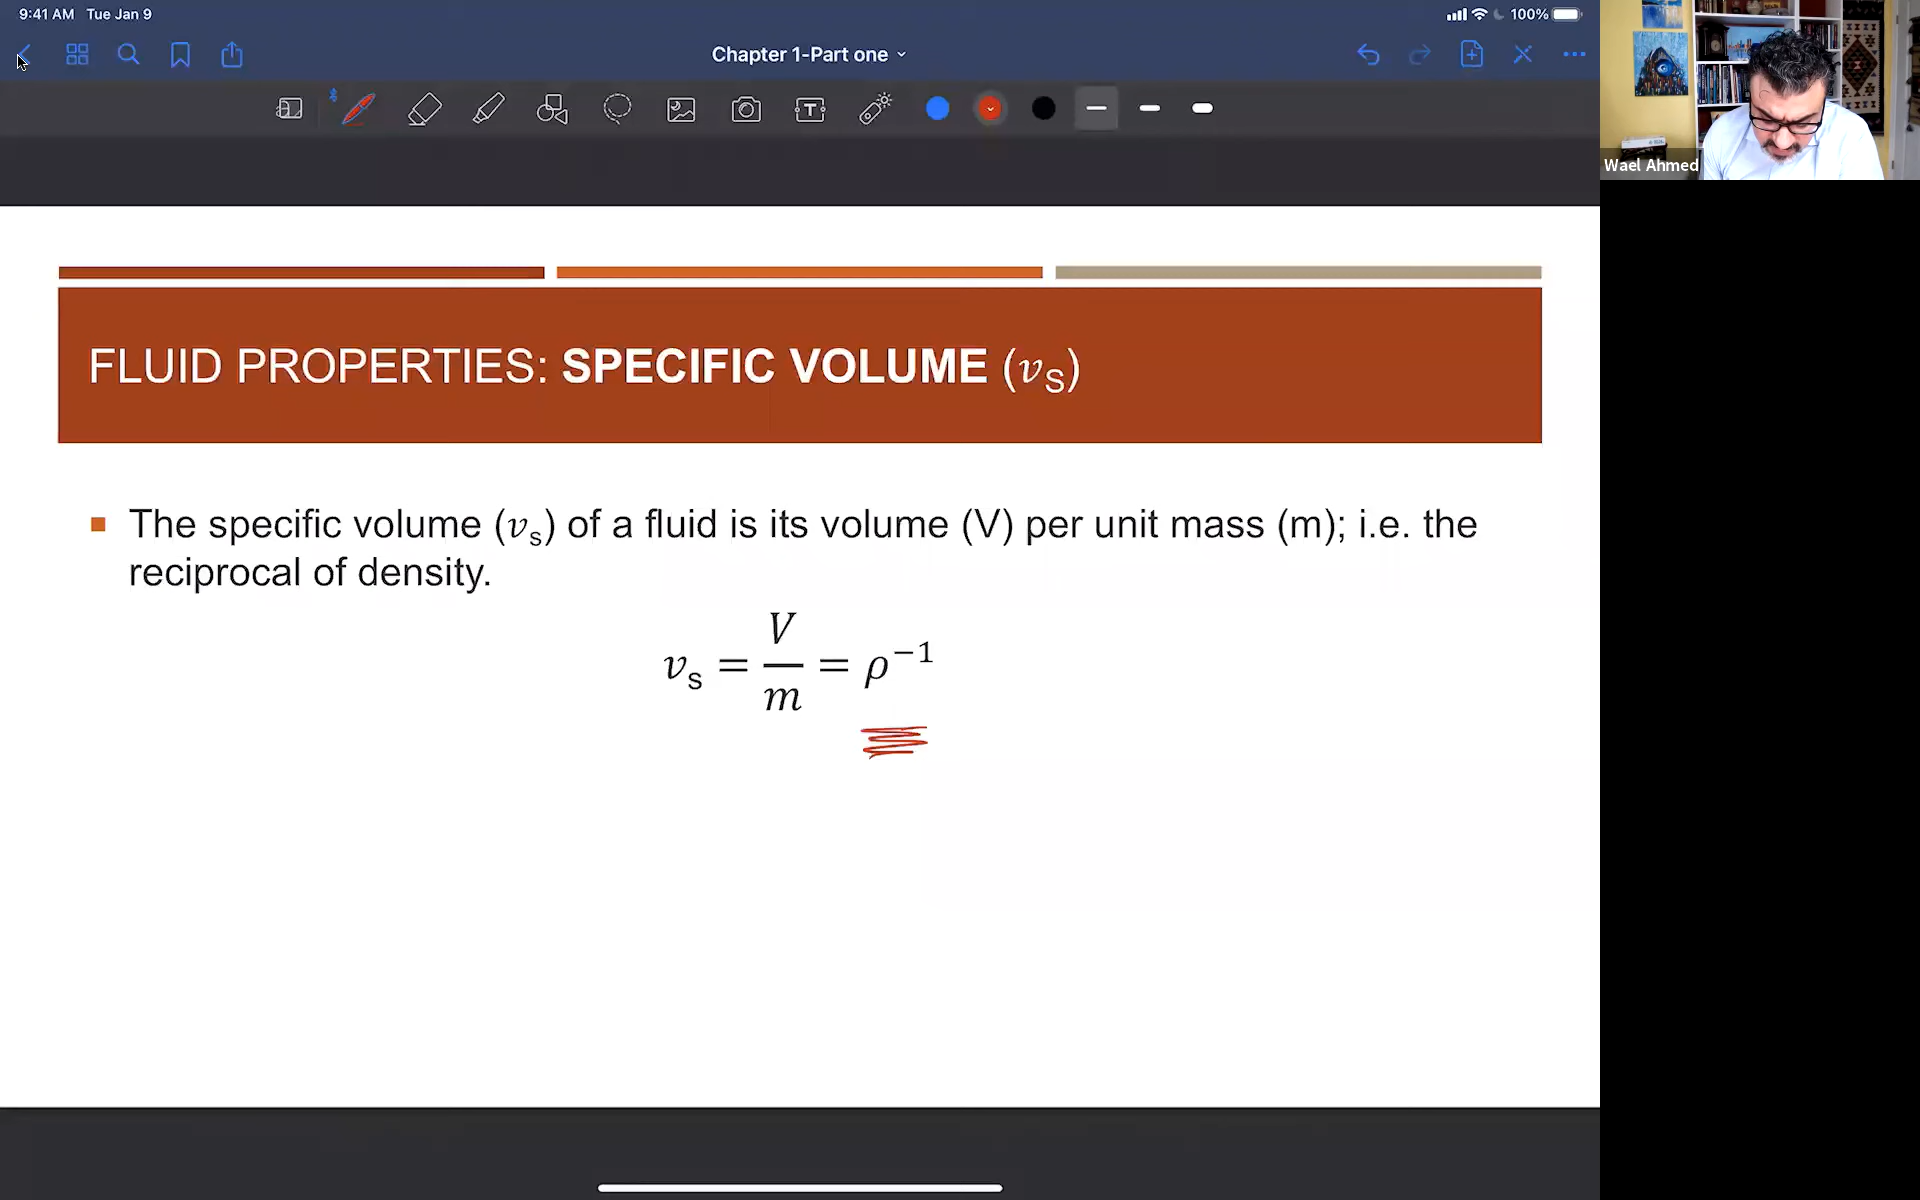 9:41 AM Tue Jan 9
100%
Chapter 1-Part one
T
Wael Ahmed
FLUID PROPERTIES: SPECIFIC VOLUME (𝑣S)
The specific volume (𝑣s) of a fluid is its volume (V) per unit mass (m); i.e. the
reciprocal of density.
𝑣s = V/m = ρ⁻¹